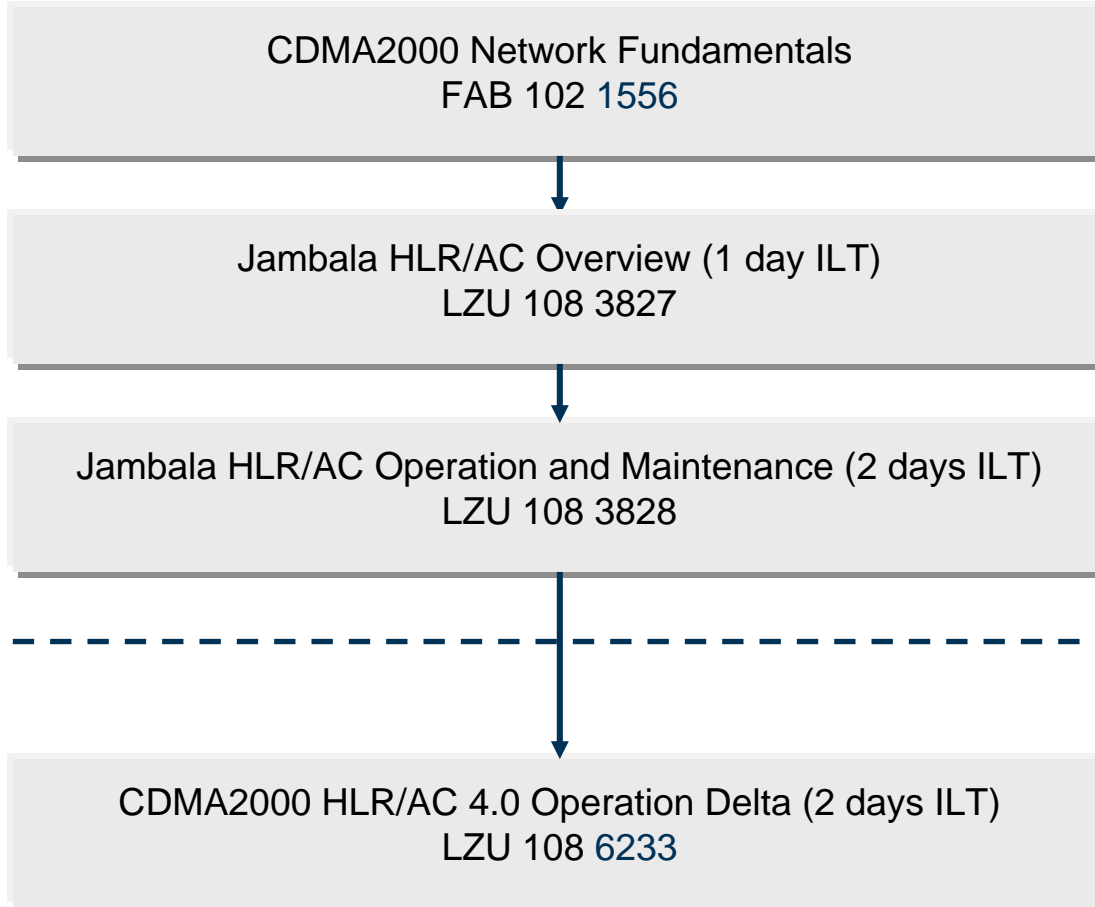 CDMA2000 Network Fundamentals
FAB 102 1556
Jambala HLR/AC Overview (1 day ILT)
LZU 108 3827
Jambala HLR/AC Operation and Maintenance (2 days ILT)
LZU 108 3828
CDMA2000 HLR/AC 4.0 Operation Delta (2 days ILT)
LZU 108 6233